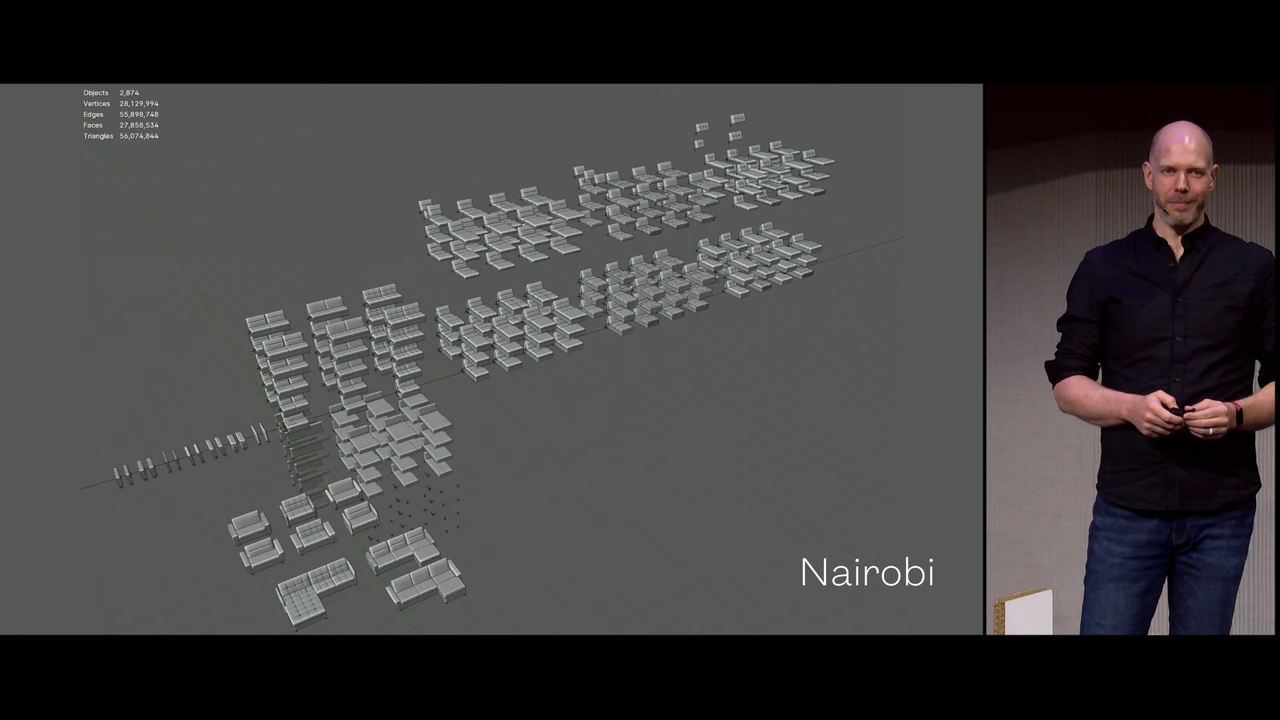 Objects 2,874
Vertices 28,129,994
Edges 55,898,748
Faces 27,858,534
Triangles 56,074,844
Nairobi